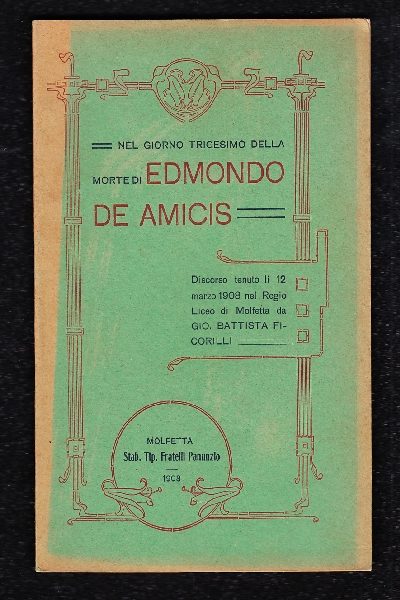 NEL GIORNO TRICESIMO DELLA
MORTE DI EDMONDO
DE AMICIS
Discorso tenuto li 12
marzo 1908 nel Regio
Liceo di Molfetta da
GIO. BATTISTA FI-
CORILLI
MOLFETTA
Stab. Tip. Fratelli Panunzio
1908